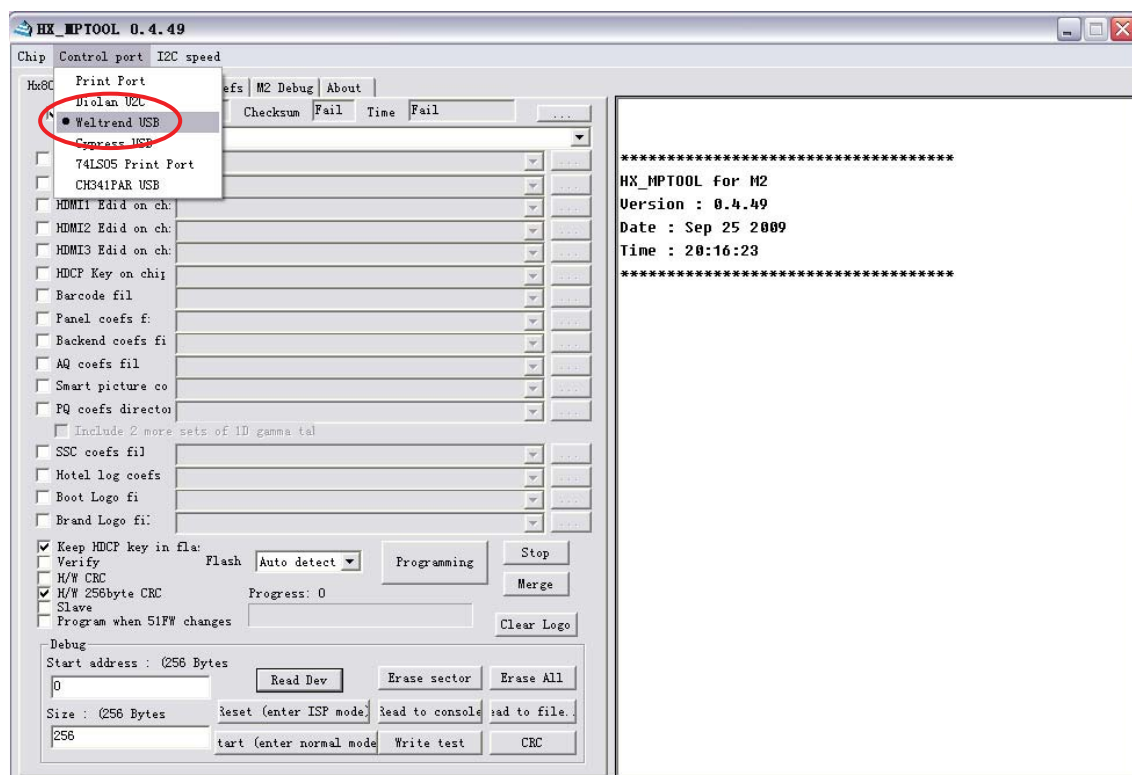 HX_MPTOOL 0.4.49
Chip Control port I2C speed
Print Port
Diolan U2C
Weltrend USB
Cypress USB
74LS05 Print Port
CH341PAR USB
Hx8 efs M2 Debug About
Checksum Fail Time Fail ...
HDMI1 Edid on ch:
HDMI2 Edid on ch:
HDMI3 Edid on ch:
HDCP Key on chip
Barcode fil
Panel coefs f:
Backend coefs fi
AQ coefs fil
Smart picture co
PQ coefs director
Include 2 more sets of 1D gamma tal
SSC coefs fil
Hotel log coefs
Boot Logo fi
Brand Logo fi
Keep HDCP key in fla:
Verify
H/W CRC
H/W 256byte CRC
Slave
Program when 51FW changes
Flash Auto detect Programming Stop
Merge
Progress: 0
Clear Logo
Debug
Start address : (256 Bytes
0
Read Dev Erase sector Erase All
Size : (256 Bytes
256
Reset (enter ISP mode) Read to console ead to file..
tart (enter normal mode Write test CRC
************************************
HX_MPTOOL for M2
Version : 0.4.49
Date : Sep 25 2009
Time : 20:16:23
************************************